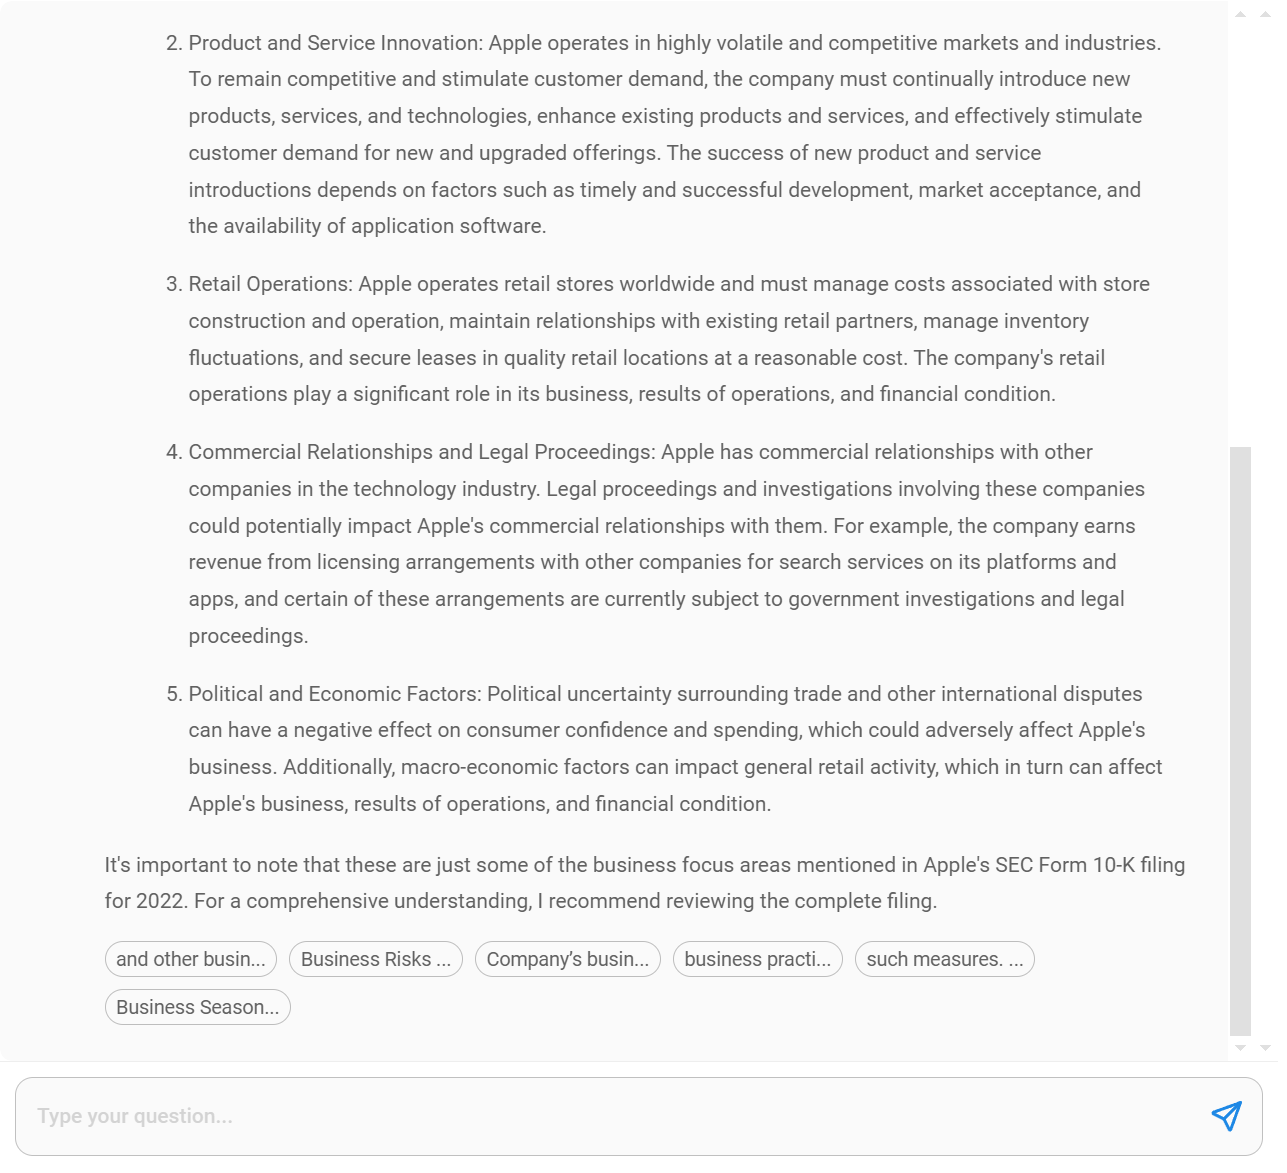 2. Product and Service Innovation: Apple operates in highly volatile and competitive markets and industries.
To remain competitive and stimulate customer demand, the company must continually introduce new
products, services, and technologies, enhance existing products and services, and effectively stimulate
customer demand for new and upgraded offerings. The success of new product and service
introductions depends on factors such as timely and successful development, market acceptance, and
the availability of application software.
3. Retail Operations: Apple operates retail stores worldwide and must manage costs associated with store
construction and operation, maintain relationships with existing retail partners, manage inventory
fluctuations, and secure leases in quality retail locations at a reasonable cost. The company's retail
operations play a significant role in its business, results of operations, and financial condition.
4. Commercial Relationships and Legal Proceedings: Apple has commercial relationships with other
companies in the technology industry. Legal proceedings and investigations involving these companies
could potentially impact Apple's commercial relationships with them. For example, the company earns
revenue from licensing arrangements with other companies for search services on its platforms and
apps, and certain of these arrangements are currently subject to government investigations and legal
proceedings.
5. Political and Economic Factors: Political uncertainty surrounding trade and other international disputes
can have a negative effect on consumer confidence and spending, which could adversely affect Apple's
business. Additionally, macro-economic factors can impact general retail activity, which in turn can affect
Apple's business, results of operations, and financial condition.
It's important to note that these are just some of the business focus areas mentioned in Apple's SEC Form 10-K filing
for 2022. For a comprehensive understanding, I recommend reviewing the complete filing.
and other busin... Business Risks ... Company’s busin... business practi... such measures. ...
Business Season...
Type your question...